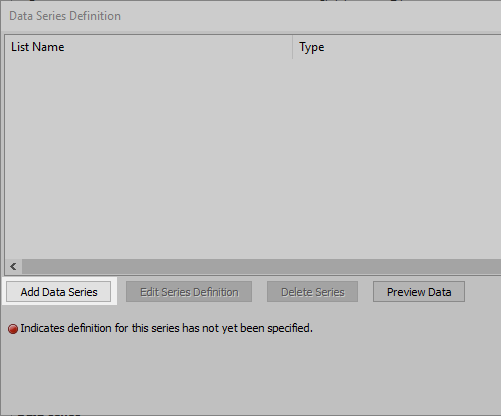 Data Series Definition
List Name Type
Add Data Series Edit Series Definition Delete Series Preview Data
Indicates definition for this series has not yet been specified.